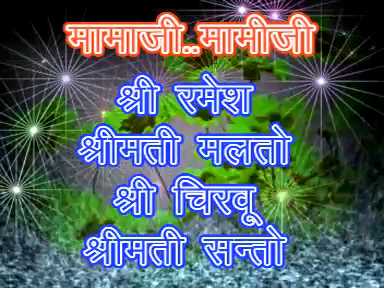 मामाजी..मामीजी
श्री रमेश
श्रीमती मलतो
श्री चिरवू
श्रीमती सन्तो